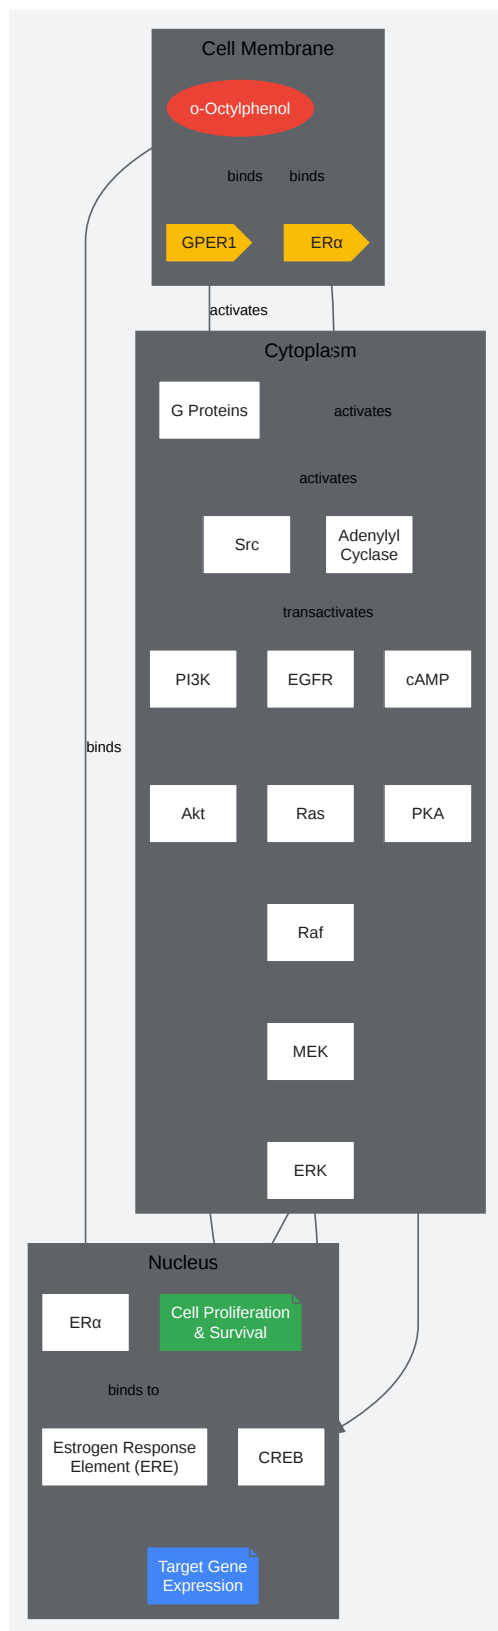 Cell Membrane
o-Octylphenol
binds
binds
GPER1
ERα
activates
Cytoplasm
G Proteins
activates
activates
Src
Adenylyl
Cyclase
transactivates
PI3K
EGFR
cAMP
binds
Akt
Ras
PKA
Raf
MEK
ERK
Nucleus
ERα
Cell Proliferation
& Survival
binds to
Estrogen Response
Element (ERE)
CREB
Target Gene
Expression